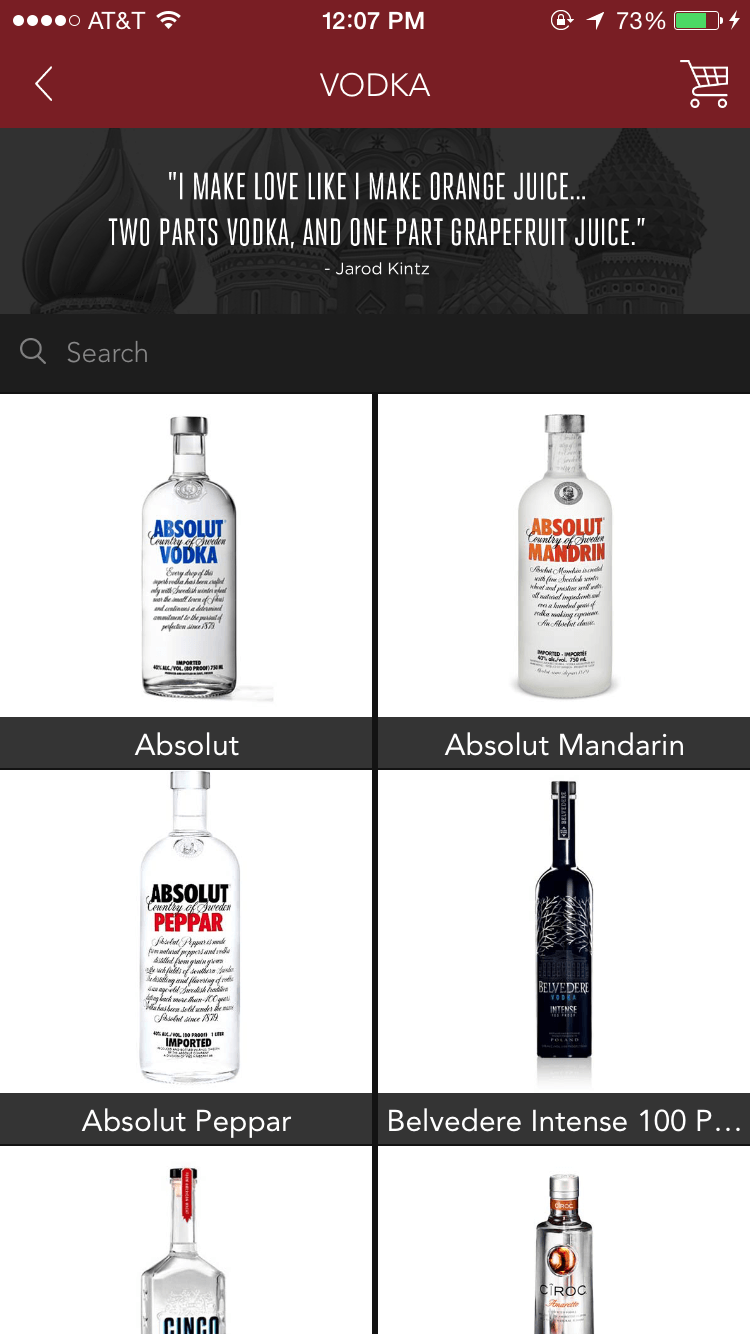 AT&T 12:07 PM 73%
VODKA
"I MAKE LOVE LIKE I MAKE ORANGE JUICE...
TWO PARTS VODKA, AND ONE PART GRAPEFRUIT JUICE."
- Jarod Kintz
Search
ABSOLUT
Country of Sweden
VODKA
Every drop of this
superb vodka has been crafted
only with Swedish winter wheat
near the small town of Åhus
and continues a determined
commitment to the pursuit of
perfection since 1879.
IMPORTED
40% ALC./VOL. (80 PROOF) 750 ML
ABSOLUT
Country of Sweden
MANDRIN
Absolut Mandrin is created
with fine Swedish winter
wheat and pristine well water,
all natural ingredients and
over a hundred years of
vodka making experience.
An Absolut classic.
IMPORTED - IMPORTÉE
40% alc./vol. 750 mL
Absolut
Absolut Mandarin
ABSOLUT
Country of Sweden
PEPPAR
Absolut Peppar is made
from natural peppers and vodka
distilled from grain grown
in the rich fields of southern Sweden
The distilling and flavoring of vodka
is an age-old Swedish tradition
dating back more than 400 years
Vodka has been sold under the name
Absolut since 1879.
40% ALC./VOL. (80 PROOF) 1 LITER
IMPORTED
BELVEDERE
BELVEDERE
VODKA
INTENSE
100 PROOF
POLAND
Absolut Peppar
Belvedere Intense 100 P...
CINCO
CÎROC
CÎROC
Amaretto